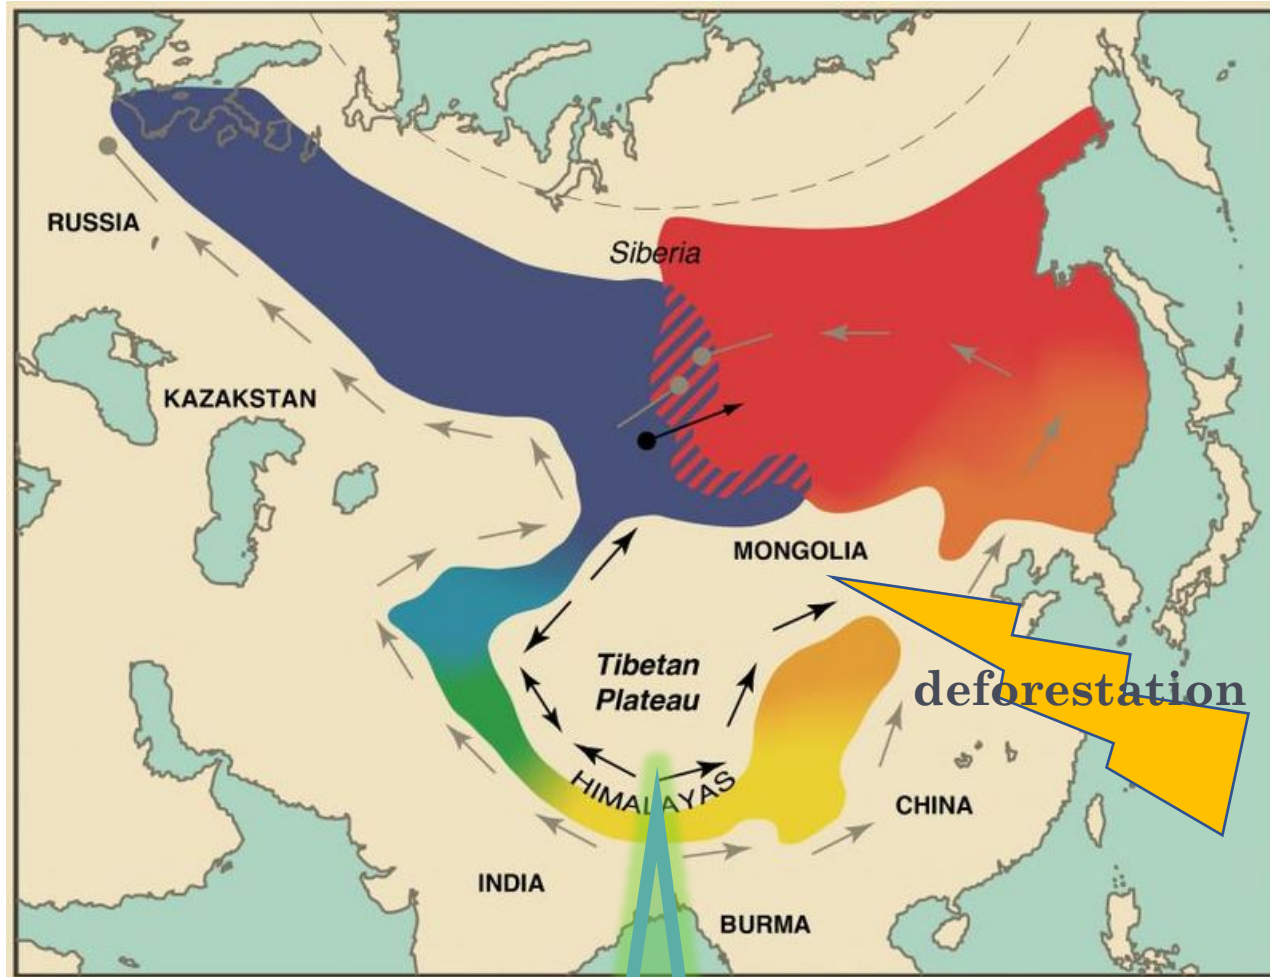 RUSSIA
Siberia
KAZAKSTAN
MONGOLIA
Tibetan
Plateau
deforestation
HIMALAYAS
CHINA
INDIA
BURMA